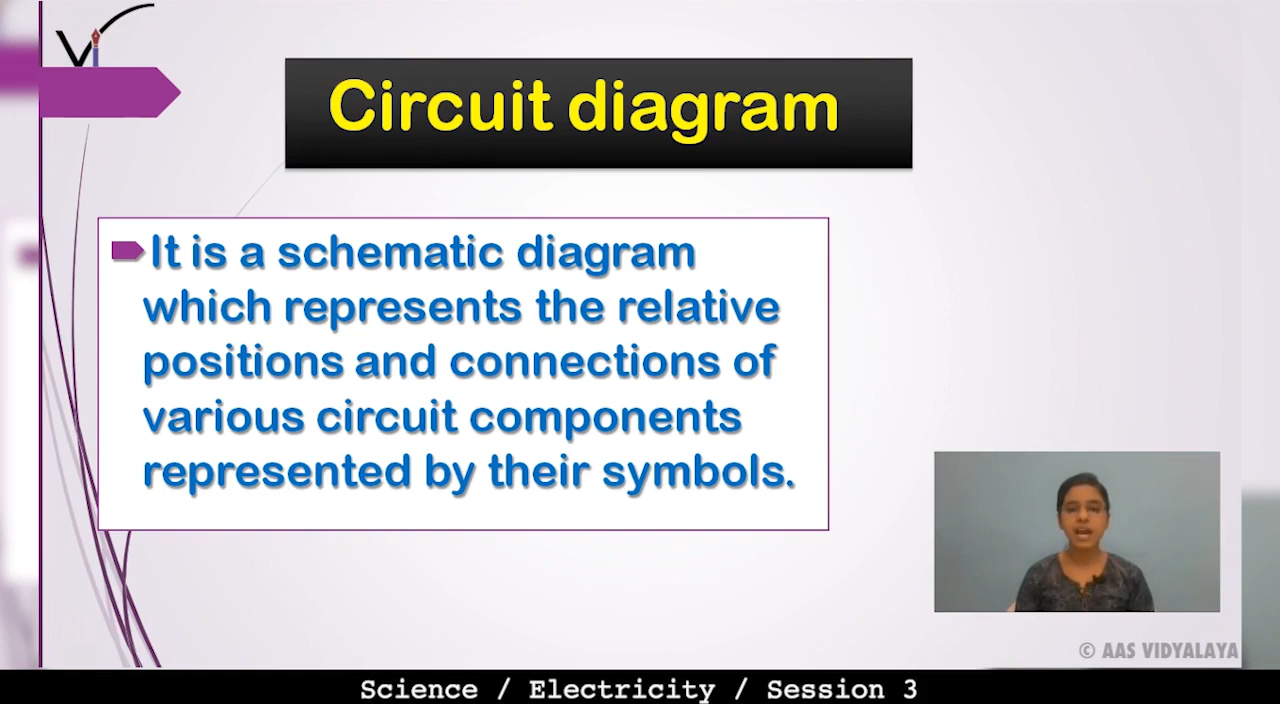 Vi
Circuit diagram
It is a schematic diagram
which represents the relative
positions and connections of
various circuit components
represented by their symbols.
© AAS VIDYALAYA
Science / Electricity / Session 3